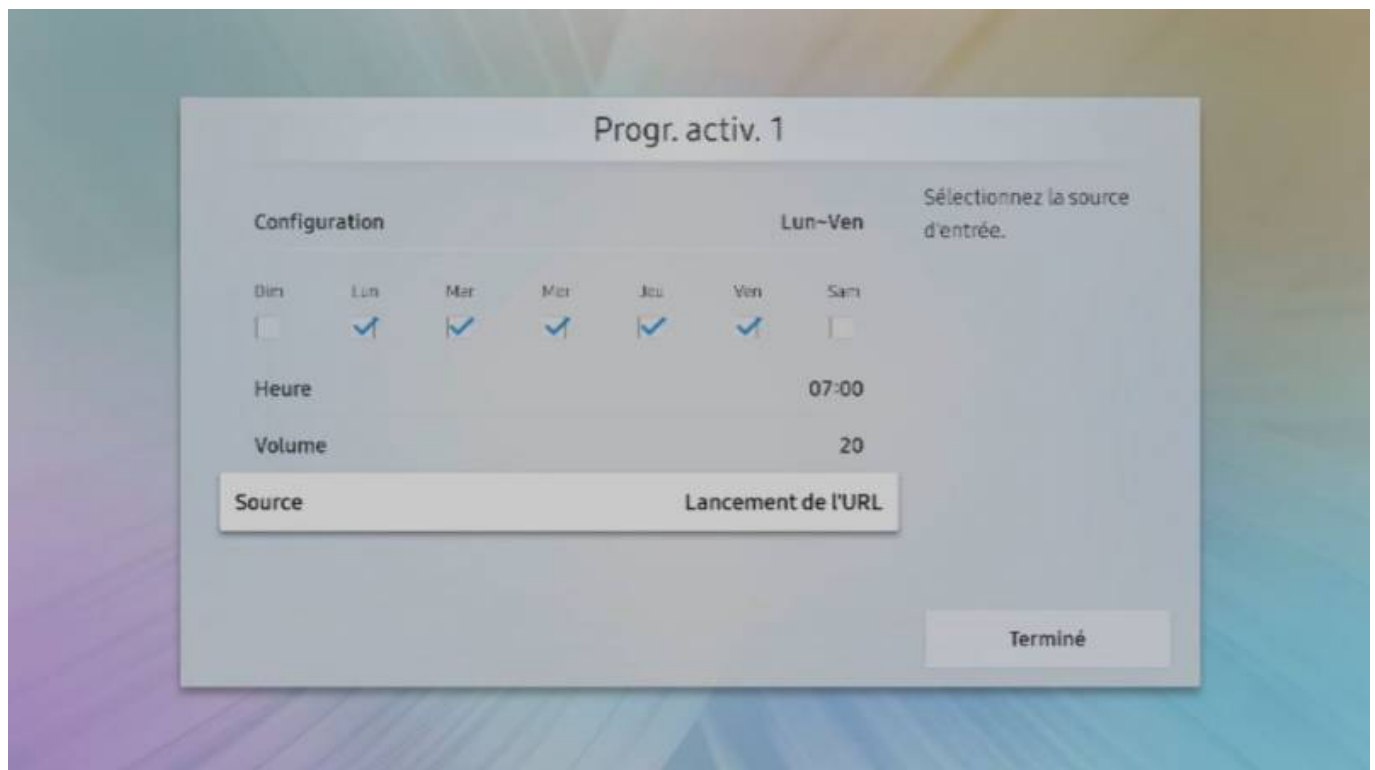 Progr. activ. 1
Configuration Lun~Ven
Sélectionnez la source
d'entrée.
Dim Lun Mar Mer Jeu Ven Sam
Heure 07:00
Volume 20
Source Lancement de l'URL
Terminé